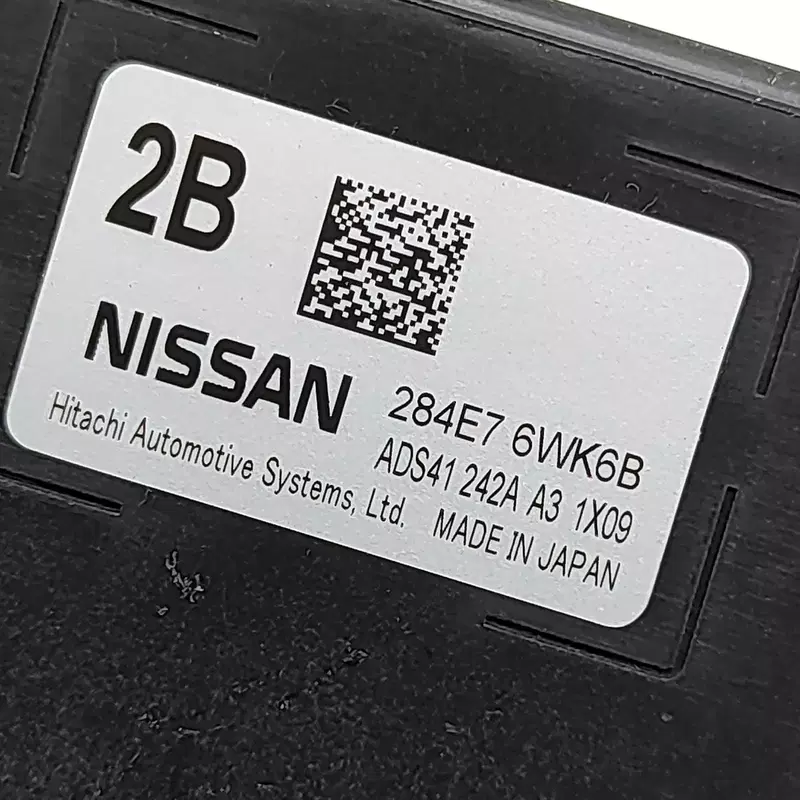 2B
NISSAN
284E7 6WK6B
ADS41 242A A3 1X09
Hitachi Automotive Systems, Ltd. MADE IN JAPAN